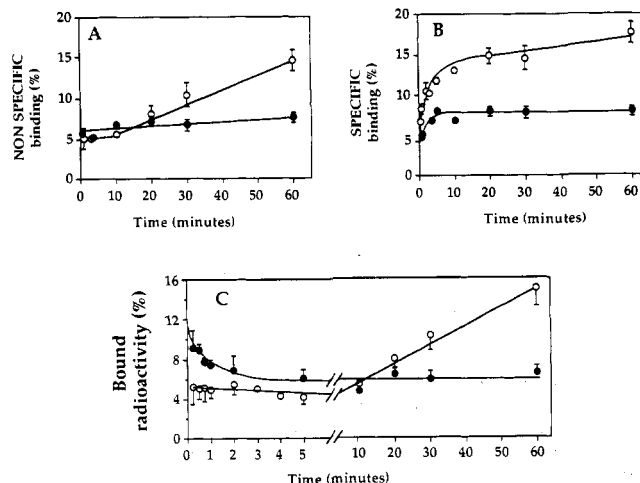 A
NON SPECIFIC
binding (%)
20
15
10
5
0
0 10 20 30 40 50 60
Time (minutes)
B
SPECIFIC
binding (%)
20
15
10
5
0
0 10 20 30 40 50 60
Time (minutes)
C
Bound
radioactivity (%)
16
12
8
4
0
0 1 2 3 4 5 10 20 30 40 50 60
Time (minutes)